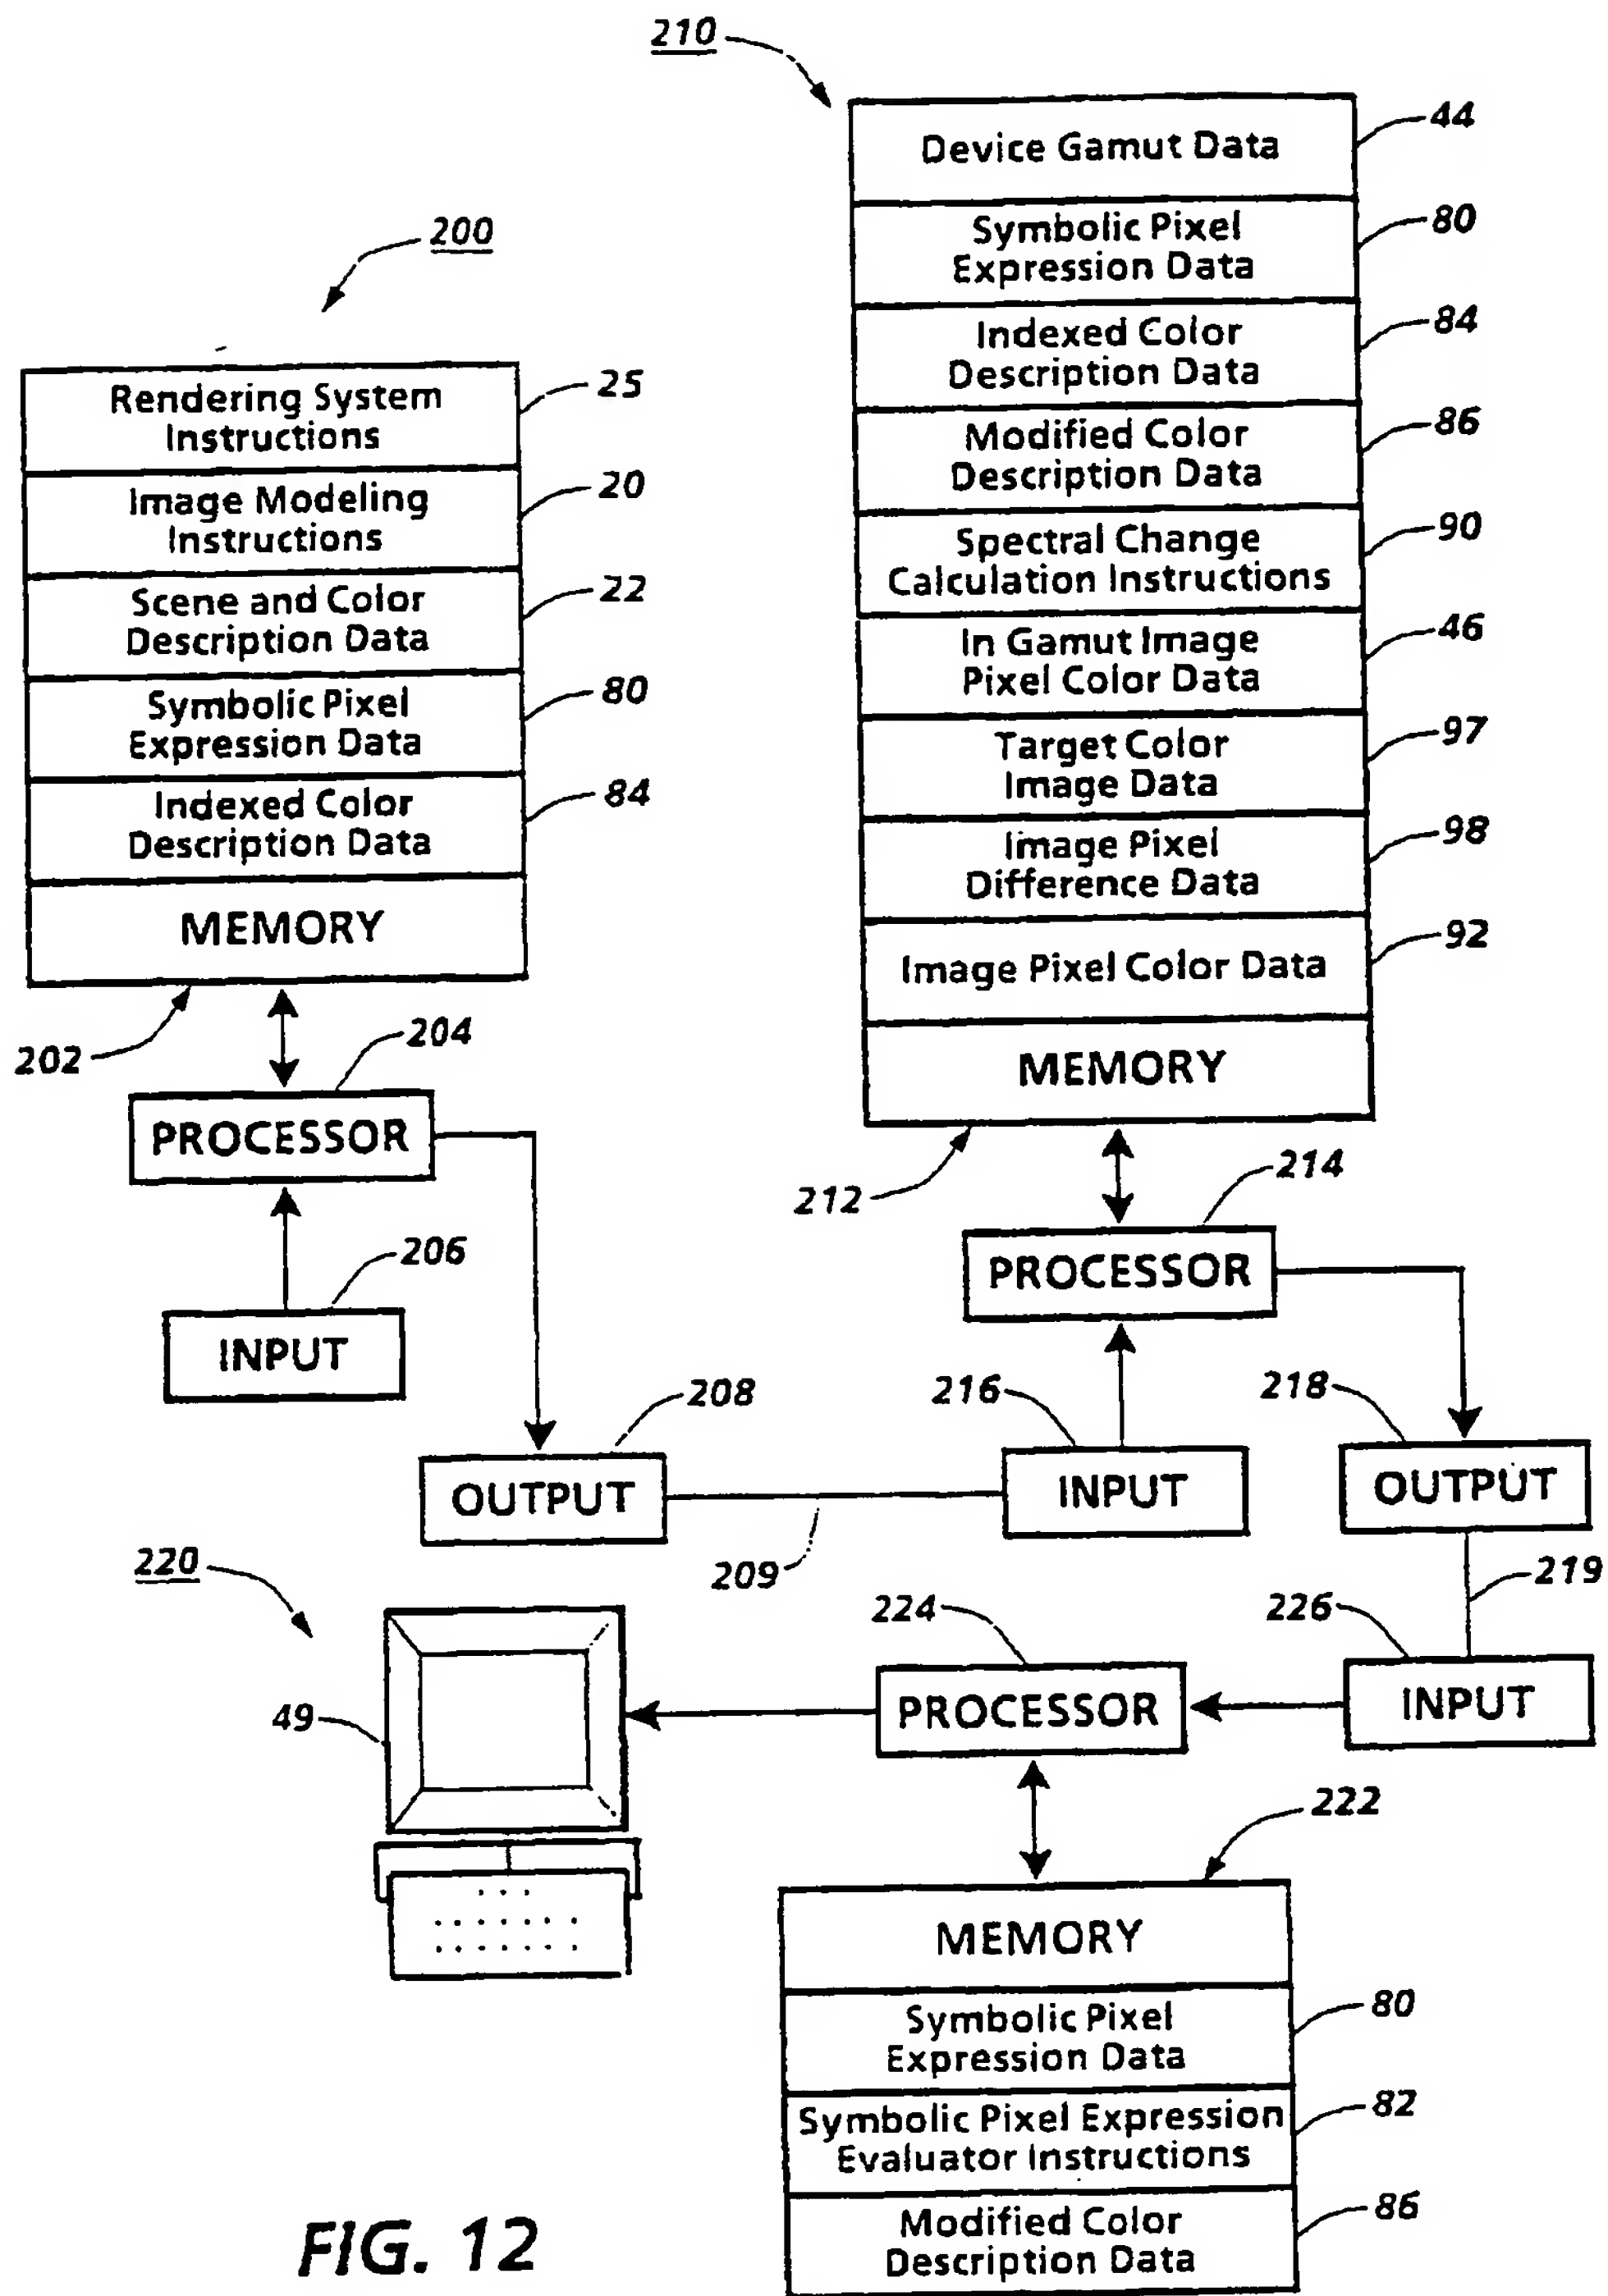 210
Device Gamut Data
44
Symbolic Pixel
Expression Data
80
Indexed Color
Description Data
84
Modified Color
Description Data
86
Spectral Change
Calculation Instructions
90
In Gamut Image
Pixel Color Data
46
Target Color
Image Data
97
Image Pixel
Difference Data
98
Image Pixel Color Data
92
MEMORY
212
200
Rendering System
Instructions
25
Image Modeling
Instructions
20
Scene and Color
Description Data
22
Symbolic Pixel
Expression Data
80
Indexed Color
Description Data
84
MEMORY
202
204
PROCESSOR
206
INPUT
208
OUTPUT
209
214
PROCESSOR
216
INPUT
218
OUTPUT
219
220
49
224
PROCESSOR
226
INPUT
222
MEMORY
Symbolic Pixel
Expression Data
80
Symbolic Pixel Expression
Evaluator Instructions
82
Modified Color
Description Data
86
FIG. 12